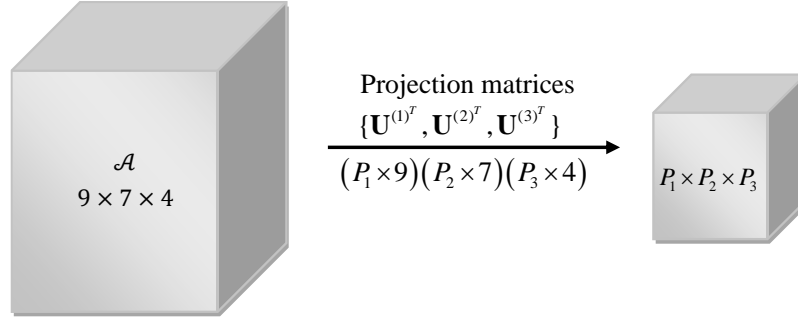 𝒜
9 × 7 × 4
Projection matrices
{U^(1)^T, U^(2)^T, U^(3)^T}
(P₁ × 9)(P₂ × 7)(P₃ × 4)
P₁ × P₂ × P₃